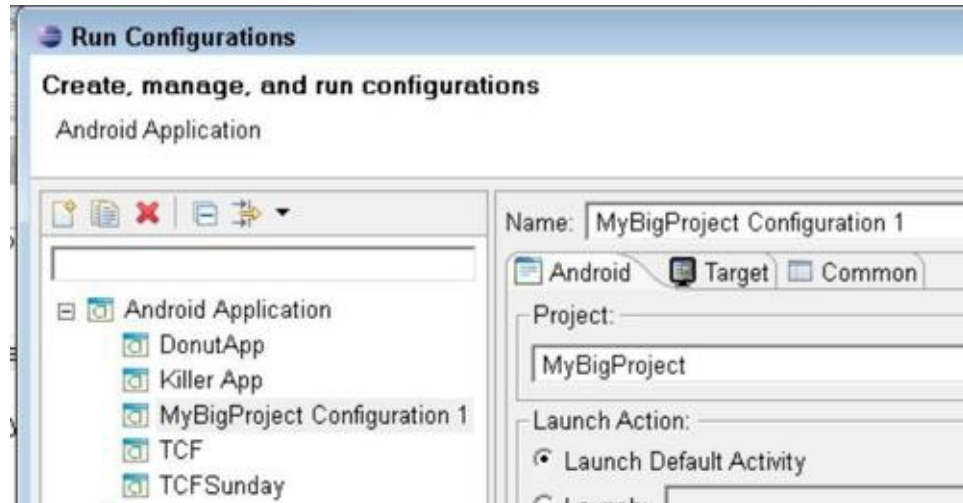 Run Configurations
Create, manage, and run configurations
Android Application
Name: MyBigProject Configuration 1
Android Target Common
Android Application
DonutApp
Killer App
MyBigProject Configuration 1
TCF
TCFSunday
Project:
MyBigProject
Launch Action:
Launch Default Activity